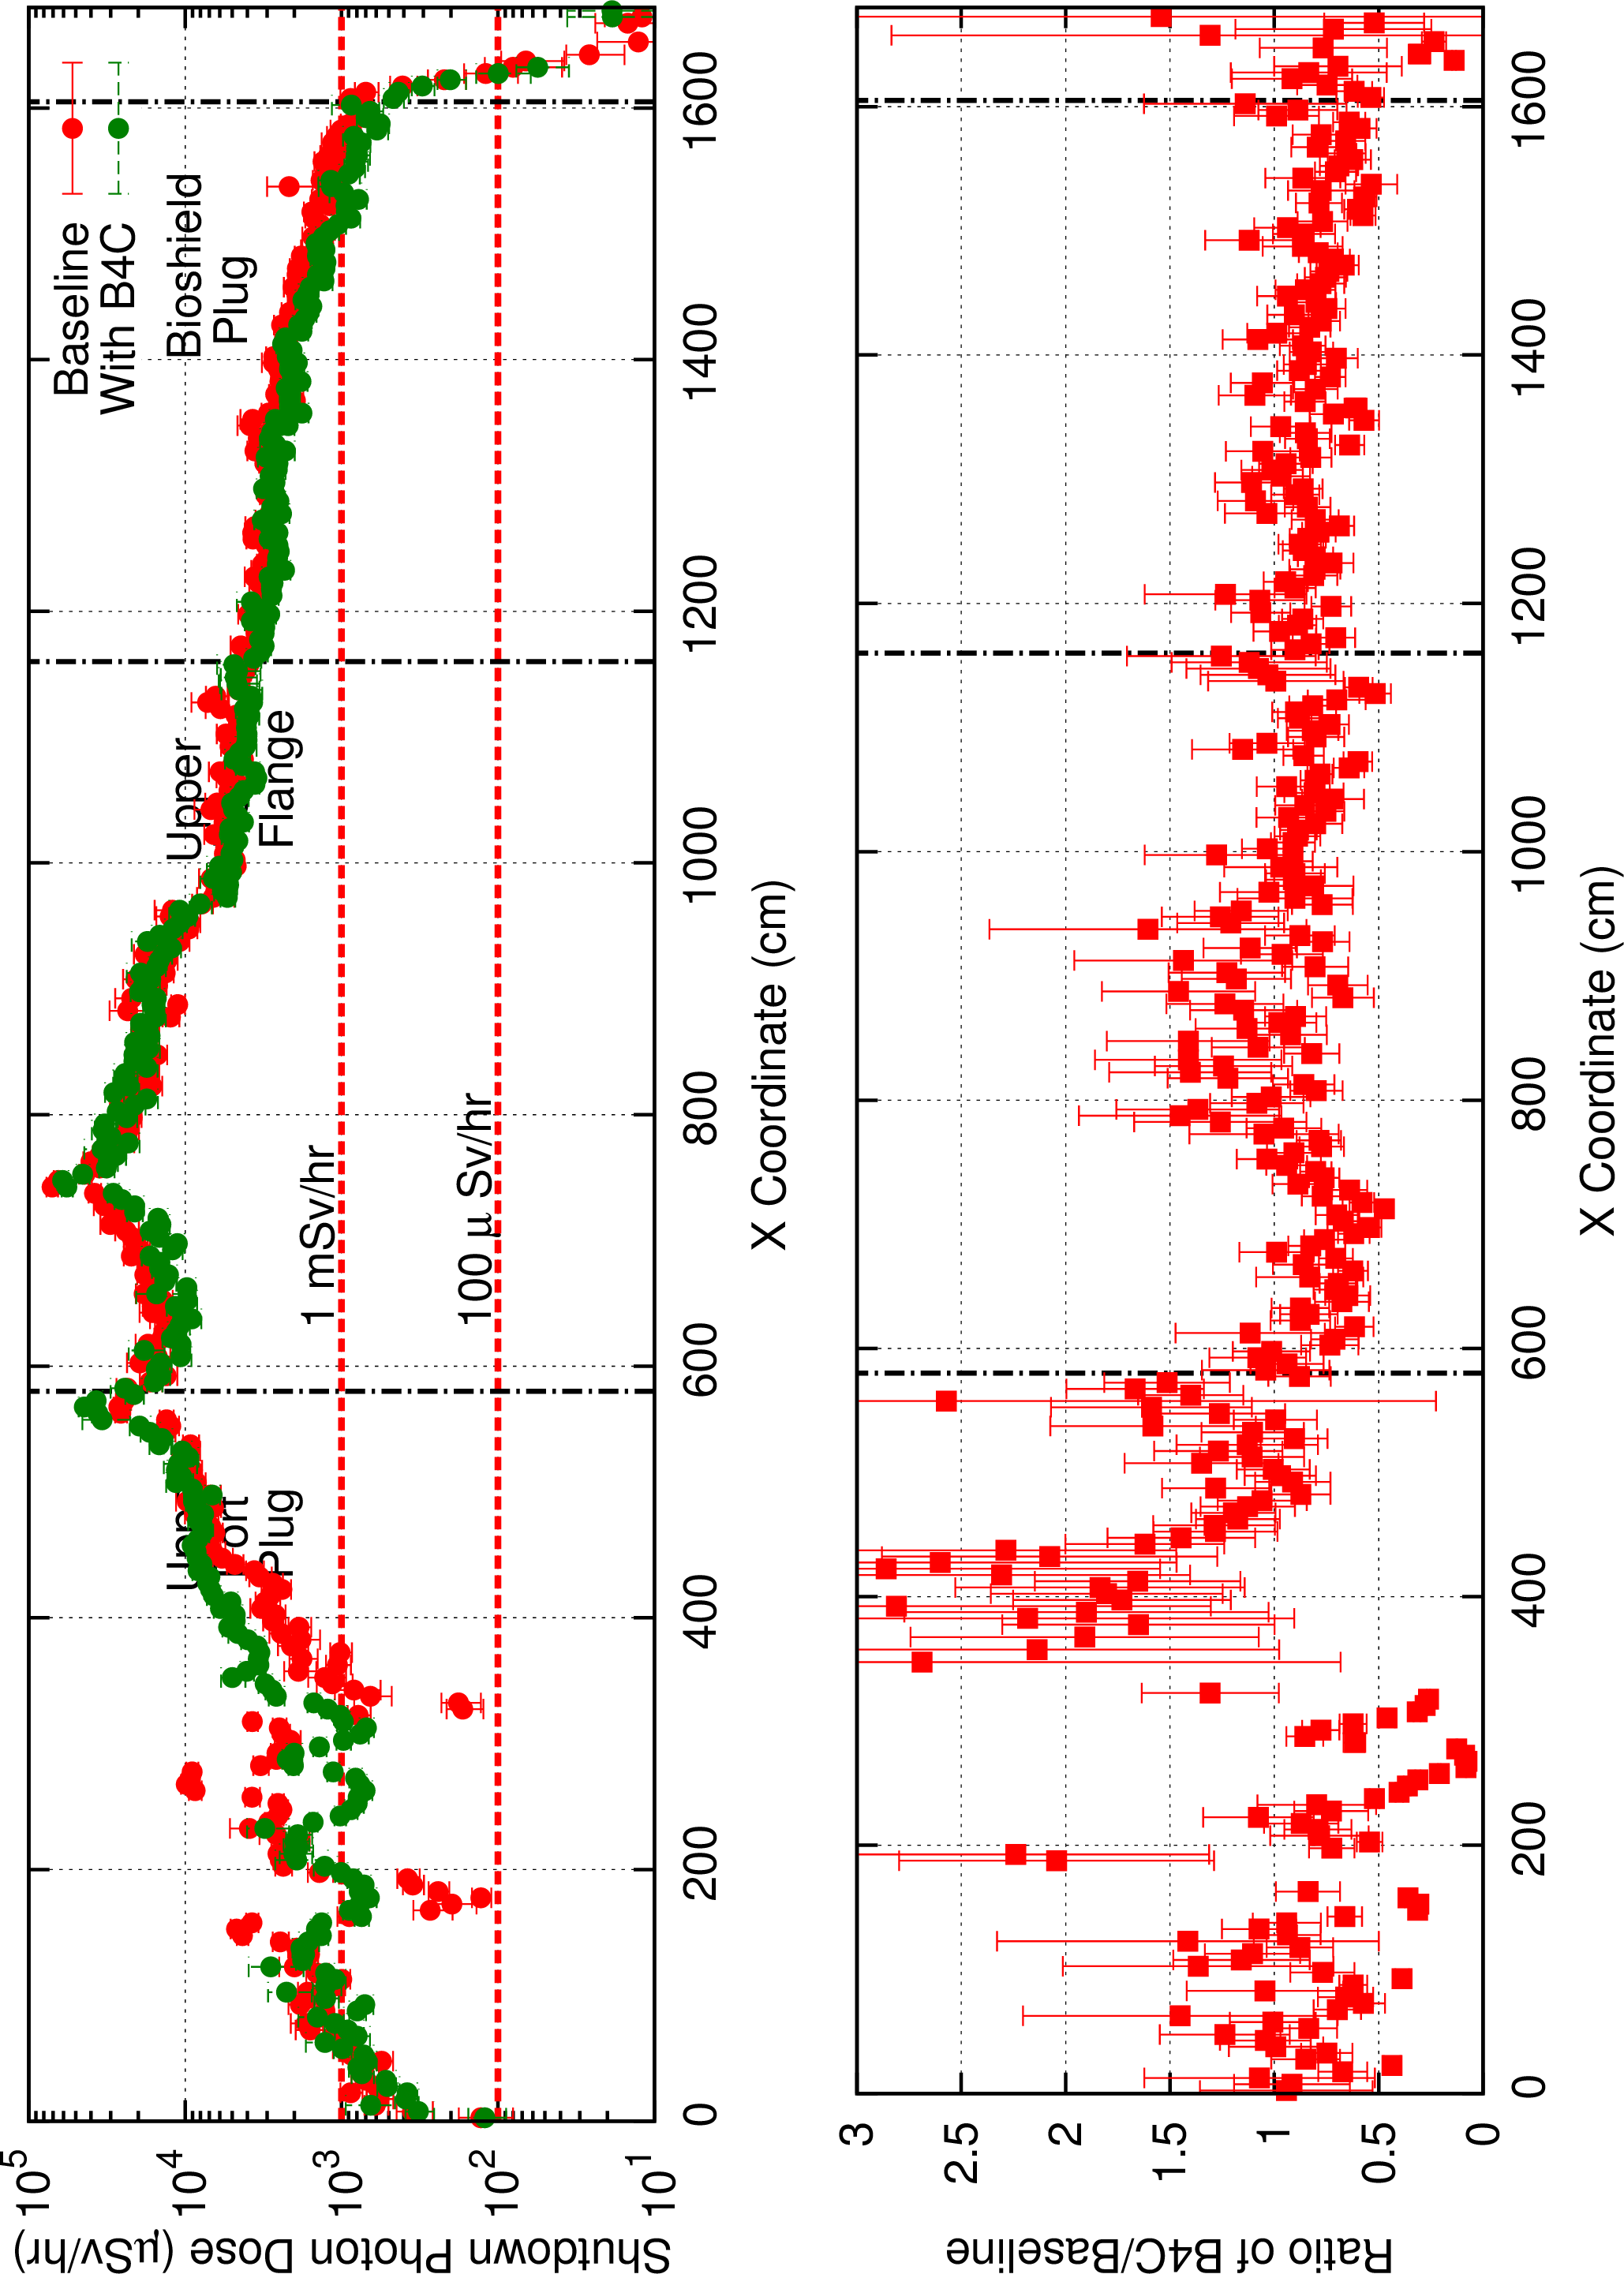 Shutdown Photon Dose (μSv/hr)
10^5
10^4
10^3
10^2
10^1
0
200
400
600
800
1000
1200
1400
1600
X Coordinate (cm)
Baseline
With B4C
Upper
Port
Plug
Upper
Flange
Bioshield
Plug
1 mSv/hr
100 μ Sv/hr
Ratio of B4C/Baseline
3
2.5
2
1.5
1
0.5
0
0
200
400
600
800
1000
1200
1400
1600
X Coordinate (cm)